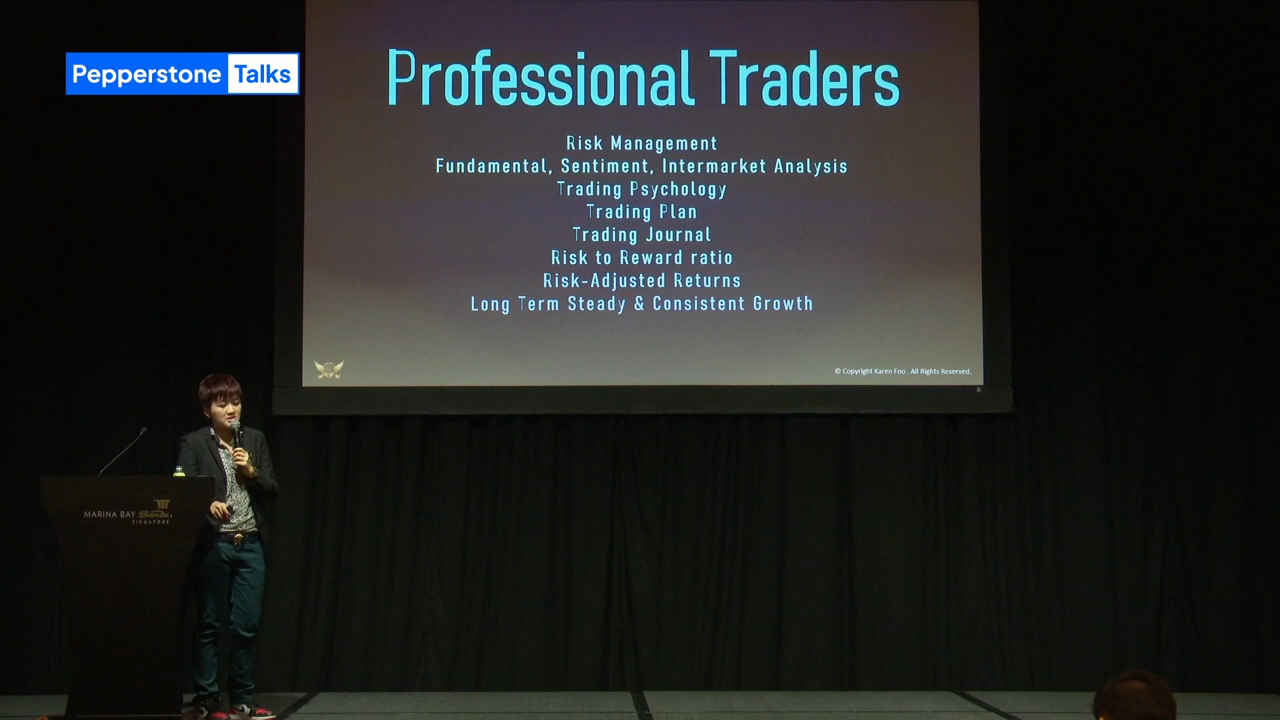 Pepperstone Talks
Professional Traders
Risk Management
Fundamental, Sentiment, Intermarket Analysis
Trading Psychology
Trading Plan
Trading Journal
Risk to Reward ratio
Risk-Adjusted Returns
Long Term Steady & Consistent Growth
© Copyright Karen Foo . All Rights Reserved.
MARINA BAY Sands
SINGAPORE